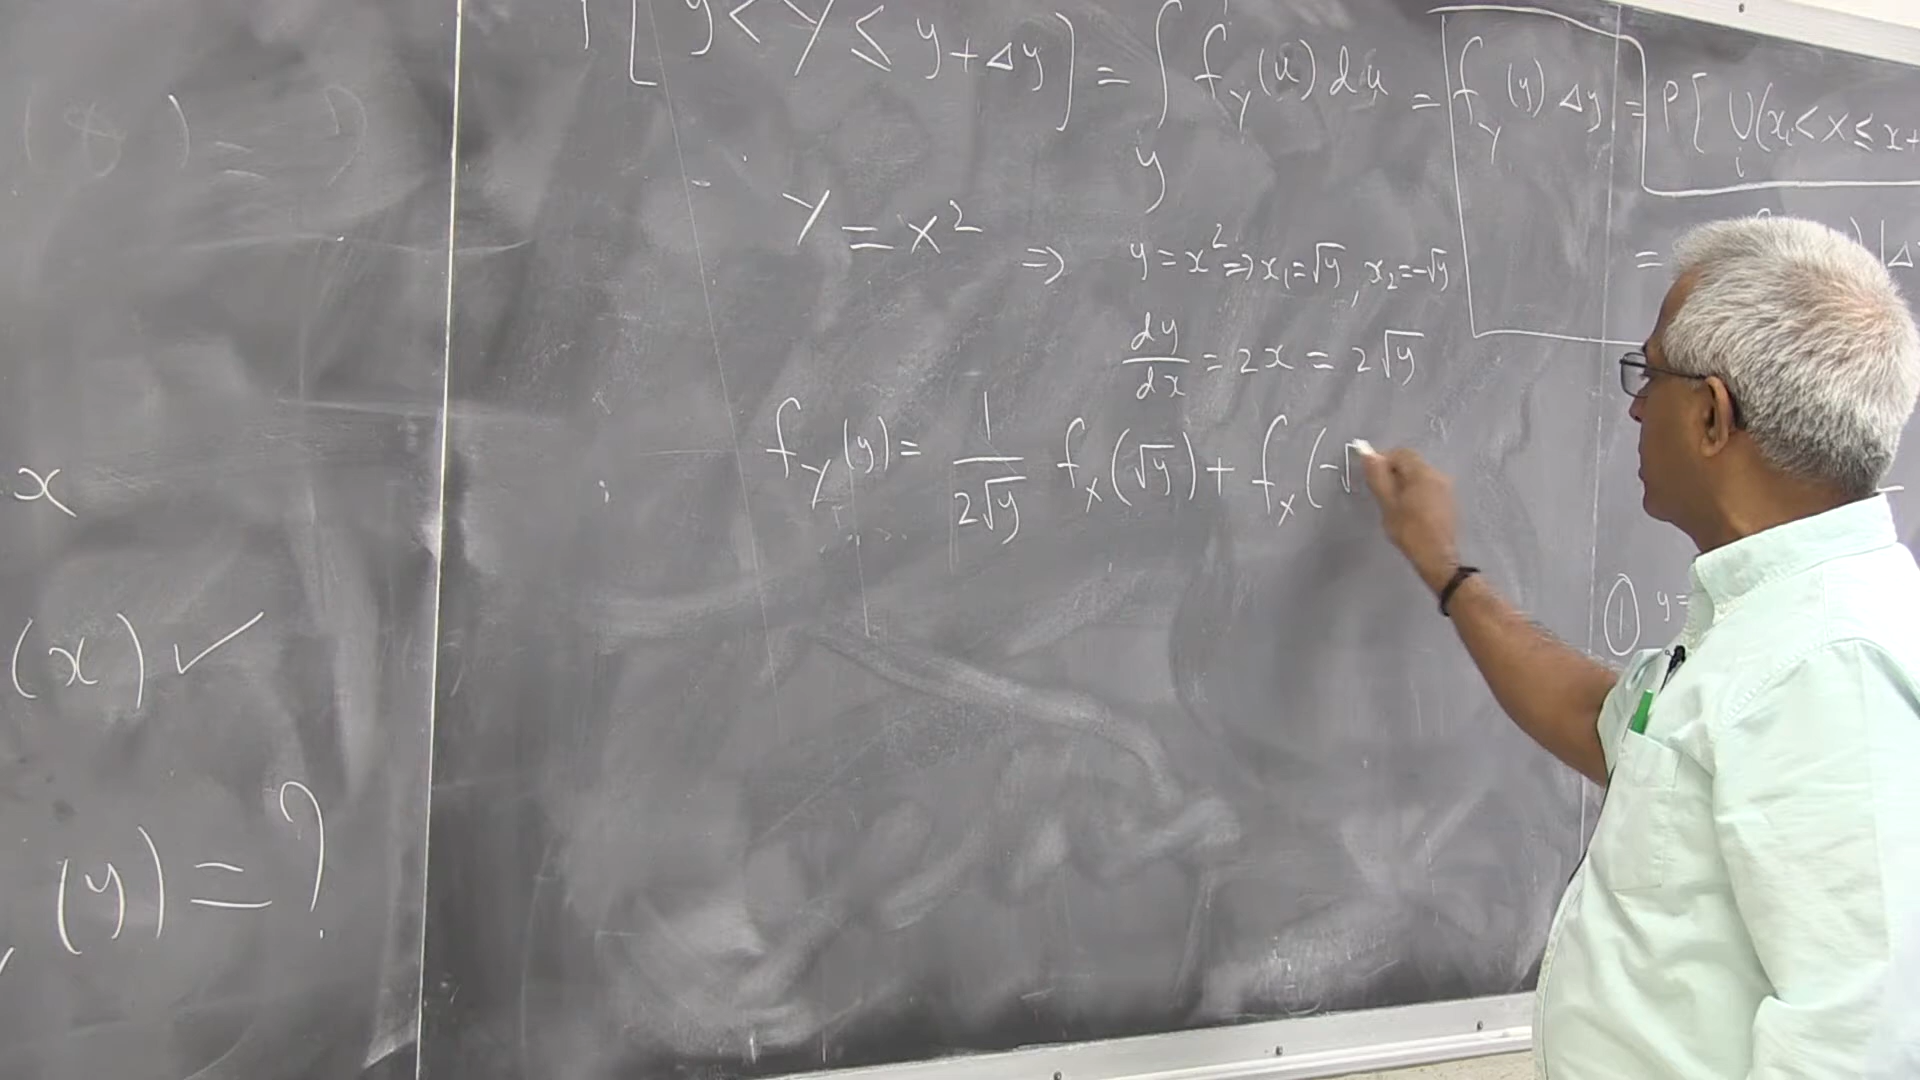 [ y < Y ≤ y + Δy ] = ∫ f_Y (u) du = f_Y (y) Δy = P [ U (x_i < X ≤ x +
y
( ) = ?
Y = X² ⇒ y = x² ⇒ x₁ = √y, x₂ = -√y
=
dy/dx = 2x = 2√y
f_Y (y) = 1/(2√y) f_X (√y) + f_X (-√
x
① y =
(x) ✓
(y) = ?